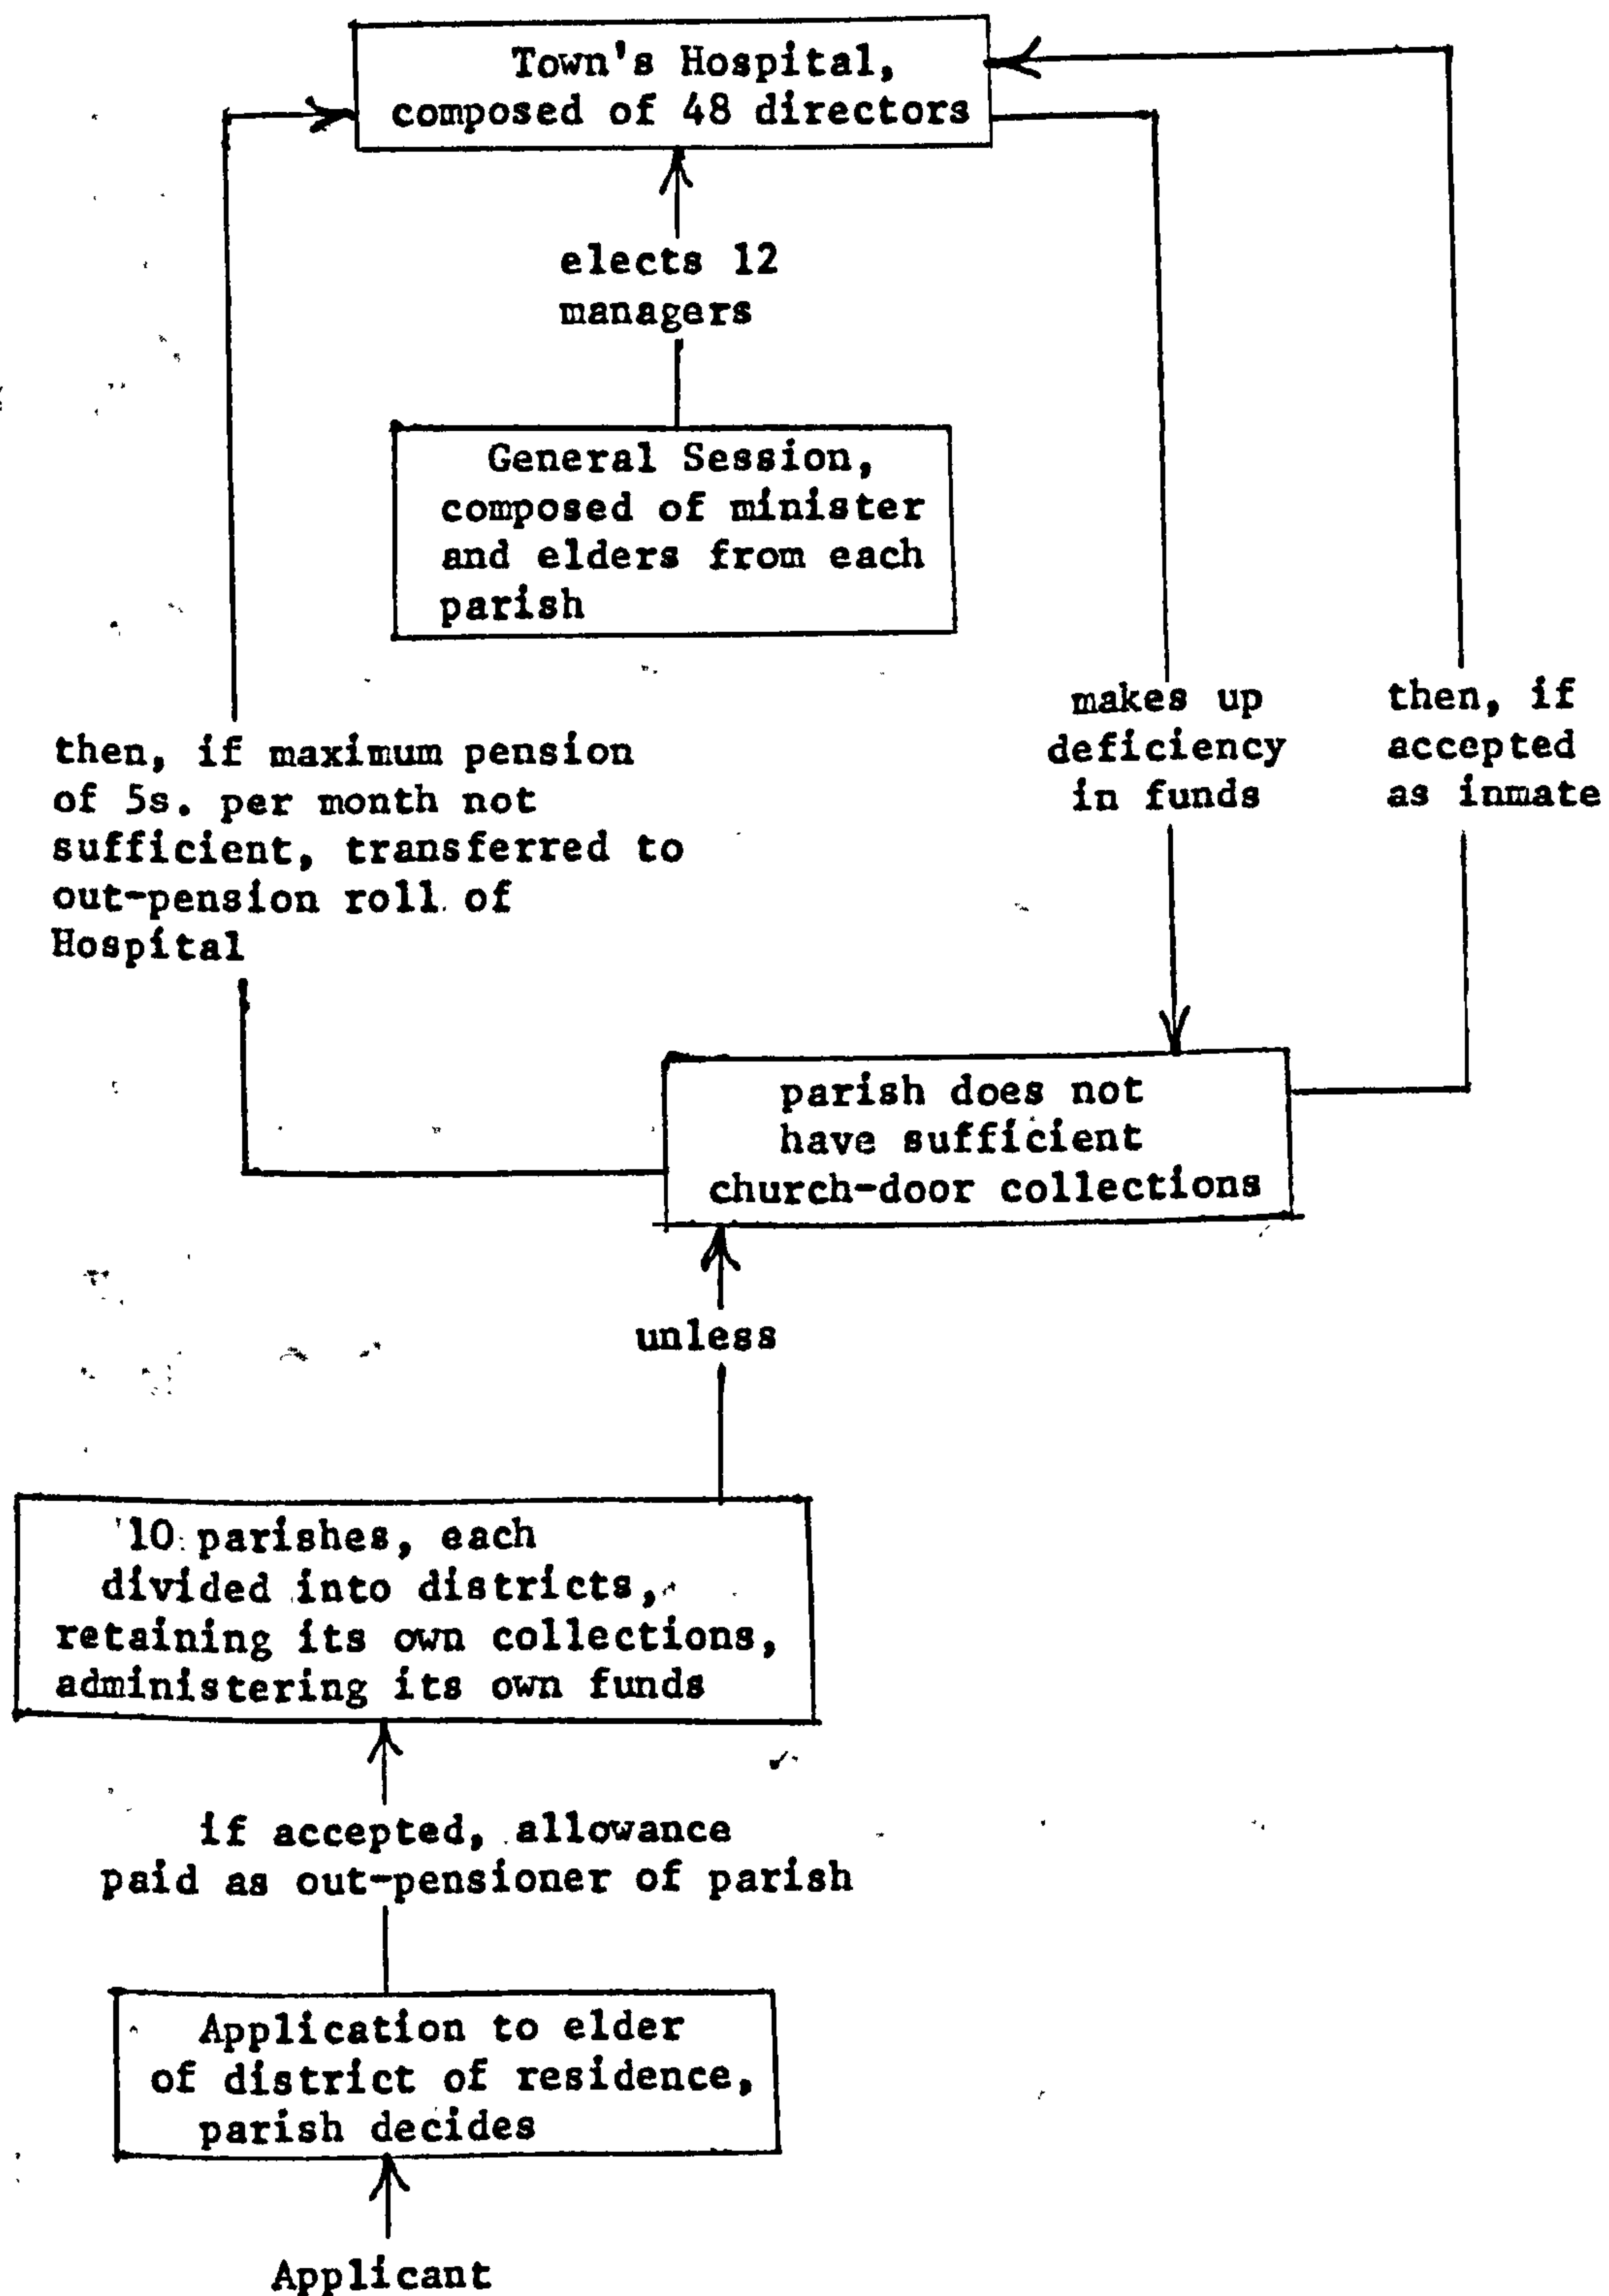 Town's Hospital,
composed of 48 directors
elects 12
managers
General Session,
composed of minister
and elders from each
parish
makes up
deficiency
in funds
then, if
accepted
as inmate
then, if maximum pension
of 5s. per month not
sufficient, transferred to
out-pension roll of
Hospital
parish does not
have sufficient
church-door collections
unless
10 parishes, each
divided into districts,
retaining its own collections,
administering its own funds
if accepted, allowance
paid as out-pensioner of parish
Application to elder
of district of residence,
parish decides
Applicant